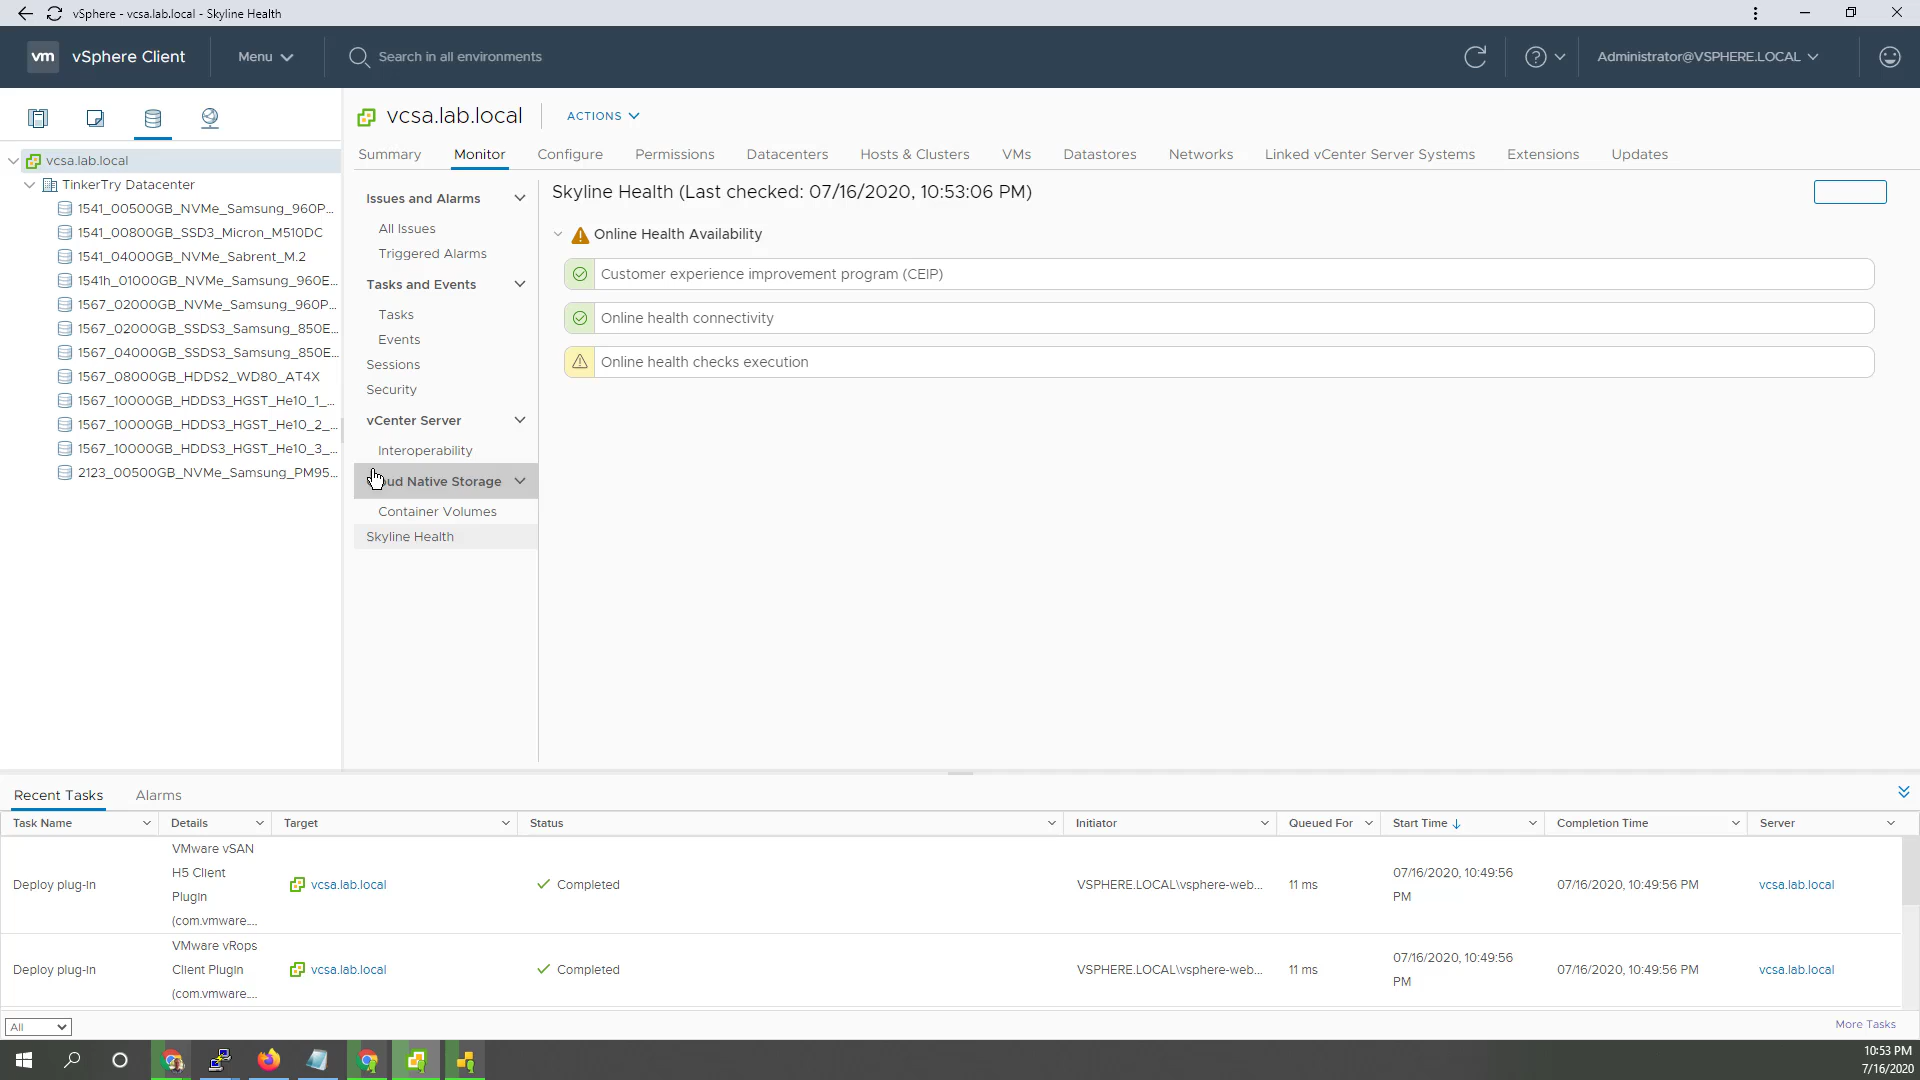 vSphere - vcsa.lab.local - Skyline Health
vm vSphere Client Menu Search in all environments Administrator@VSPHERE.LOCAL
vcsa.lab.local ACTIONS
Summary Monitor Configure Permissions Datacenters Hosts & Clusters VMs Datastores Networks Linked vCenter Server Systems Extensions Updates
vcsa.lab.local
TinkerTry Datacenter
1541_00500GB_NVMe_Samsung_960P...
1541_00800GB_SSD3_Micron_M510DC
1541_04000GB_NVMe_Sabrent_M.2
1541h_01000GB_NVMe_Samsung_960E...
1567_02000GB_NVMe_Samsung_960P...
1567_02000GB_SSDS3_Samsung_850E...
1567_04000GB_SSDS3_Samsung_850E...
1567_08000GB_HDDS2_WD80_AT4X
1567_10000GB_HDDS3_HGST_He10_1_...
1567_10000GB_HDDS3_HGST_He10_2_...
1567_10000GB_HDDS3_HGST_He10_3_...
2123_00500GB_NVMe_Samsung_PM95...
Issues and Alarms
All Issues
Triggered Alarms
Tasks and Events
Tasks
Events
Sessions
Security
vCenter Server
Interoperability
oud Native Storage
Container Volumes
Skyline Health
Skyline Health (Last checked: 07/16/2020, 10:53:06 PM)
Online Health Availability
Customer experience improvement program (CEIP)
Online health connectivity
Online health checks execution
Recent Tasks Alarms
Task Name Details Target Status Initiator Queued For Start Time Completion Time Server
Deploy plug-in
VMware vSAN
H5 Client
Plugin
(com.vmware....
vcsa.lab.local
Completed
VSPHERE.LOCAL\vsphere-web...
11 ms
07/16/2020, 10:49:56
PM
07/16/2020, 10:49:56 PM
vcsa.lab.local
Deploy plug-in
VMware vRops
Client Plugin
(com.vmware....
vcsa.lab.local
Completed
VSPHERE.LOCAL\vsphere-web...
11 ms
07/16/2020, 10:49:56
PM
07/16/2020, 10:49:56 PM
vcsa.lab.local
All
More Tasks
10:53 PM
7/16/2020